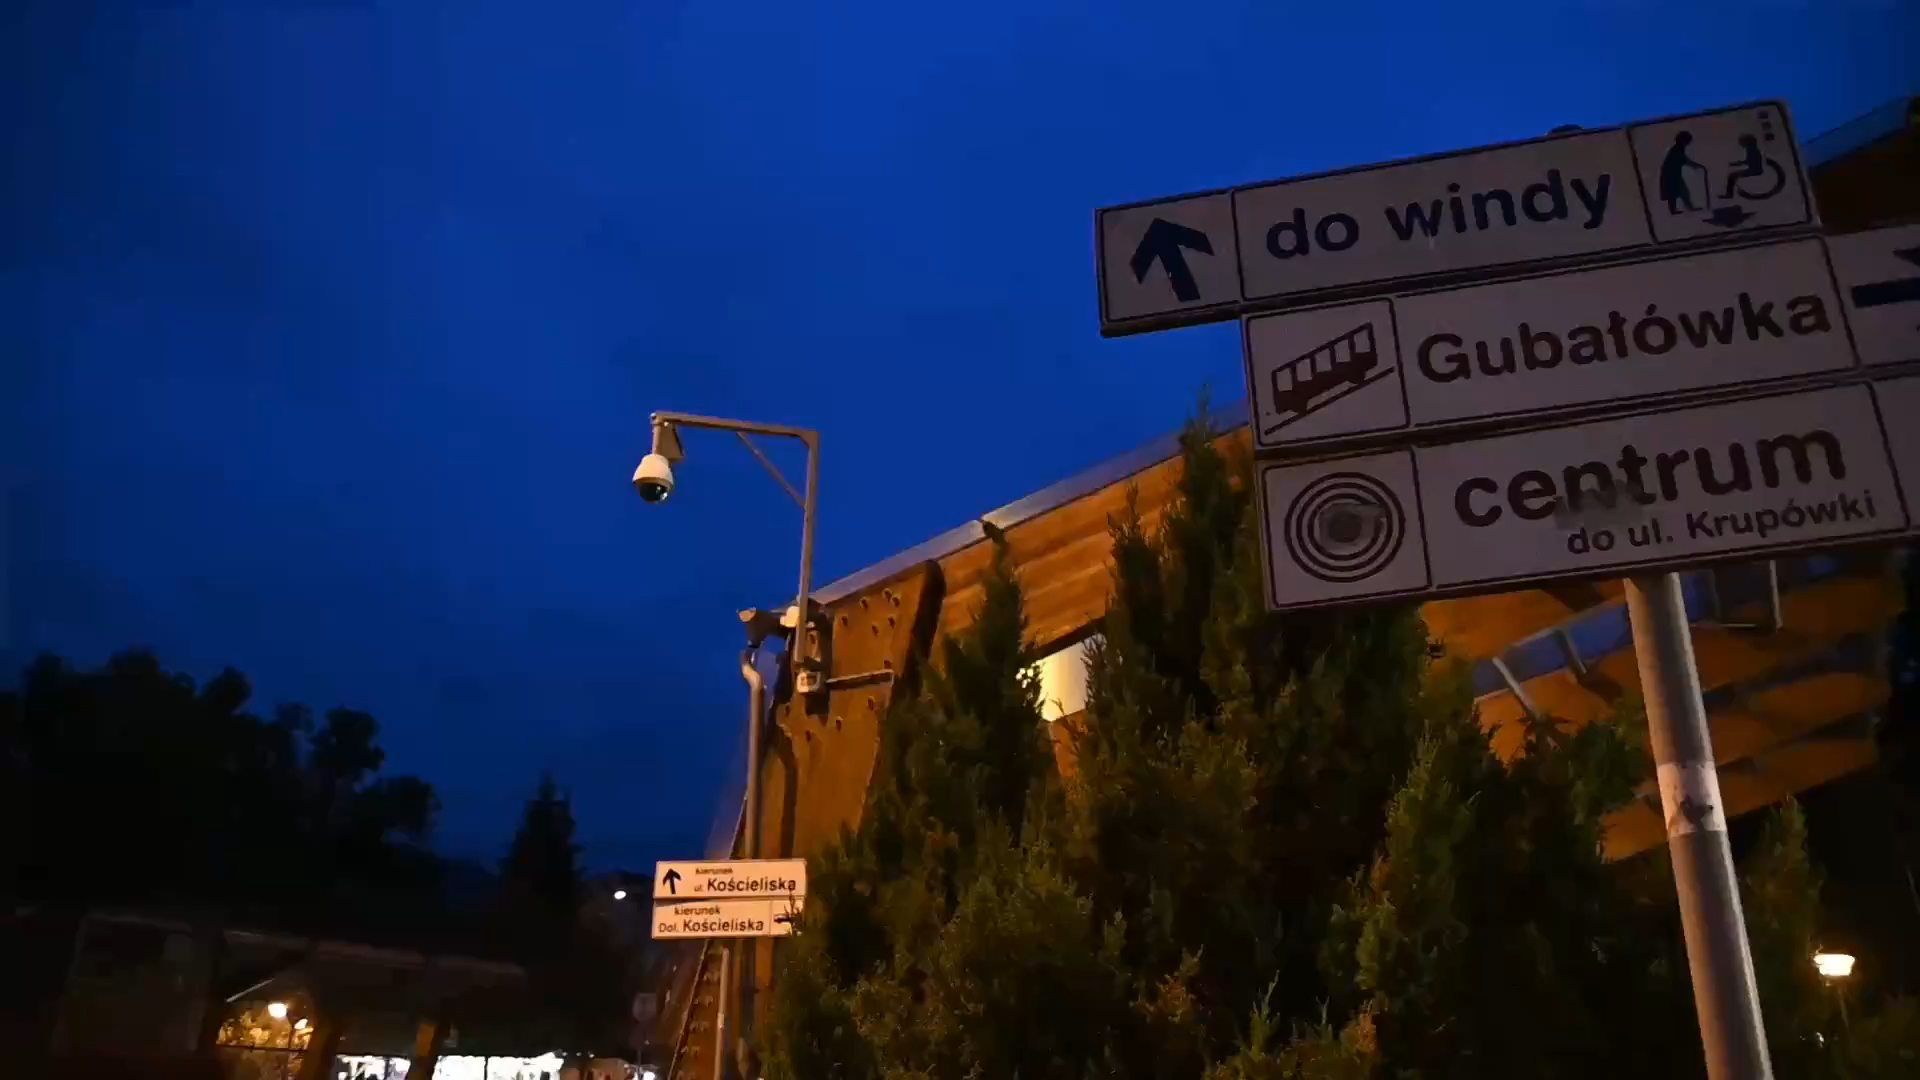 do windy
Gubałówka
centrum
do ul. Krupówki
kierunek
ul. Kościeliska
kierunek
Dol. Kościeliska